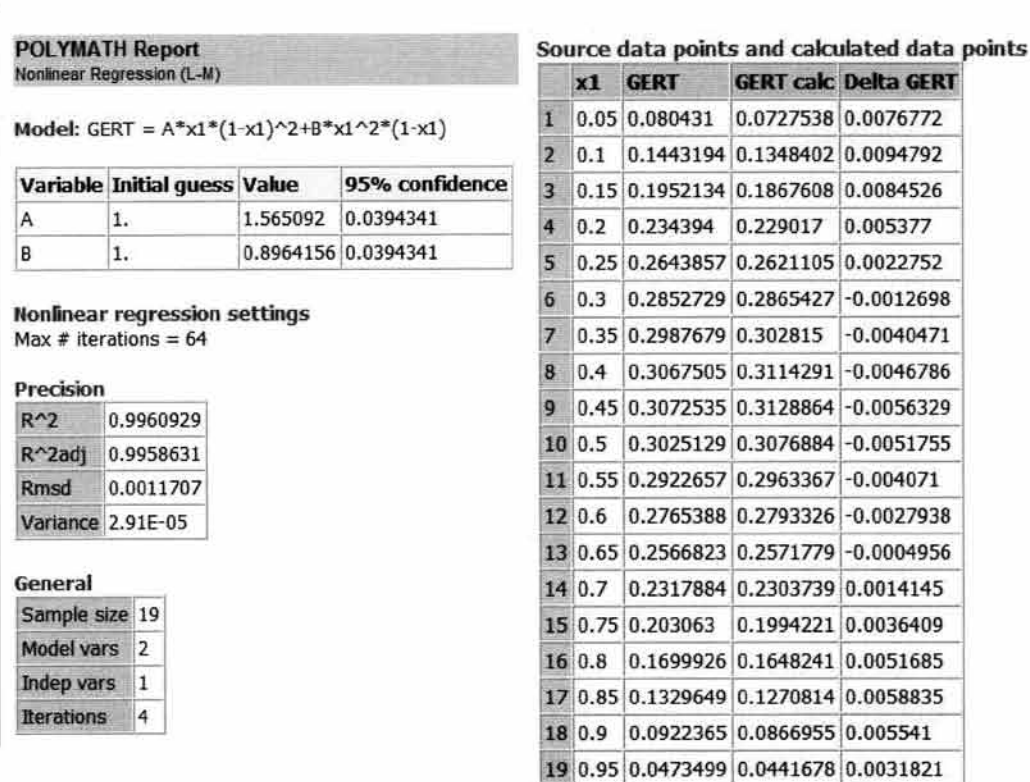 POLYMATH Report
Nonlinear Regression (L-M)
Model: GERT = A*x1*(1-x1)^2+B*x1^2*(1-x1)
Variable Initial guess Value 95% confidence
A 1. 1.565092 0.0394341
B 1. 0.8964156 0.0394341
Nonlinear regression settings
Max # iterations = 64
Precision
R^2 0.9960929
R^2adj 0.9958631
Rmsd 0.0011707
Variance 2.91E-05
General
Sample size 19
Model vars 2
Indep vars 1
Iterations 4
Source data points and calculated data points
x1 GERT GERT calc Delta GERT
1 0.05 0.080431 0.0727538 0.0076772
2 0.1 0.1443194 0.1348402 0.0094792
3 0.15 0.1952134 0.1867608 0.0084526
4 0.2 0.234394 0.229017 0.005377
5 0.25 0.2643857 0.2621105 0.0022752
6 0.3 0.2852729 0.2865427 -0.0012698
7 0.35 0.2987679 0.302815 -0.0040471
8 0.4 0.3067505 0.3114291 -0.0046786
9 0.45 0.3072535 0.3128864 -0.0056329
10 0.5 0.3025129 0.3076884 -0.0051755
11 0.55 0.2922657 0.2963367 -0.004071
12 0.6 0.2765388 0.2793326 -0.0027938
13 0.65 0.2566823 0.2571779 -0.0004956
14 0.7 0.2317884 0.2303739 0.0014145
15 0.75 0.203063 0.1994221 0.0036409
16 0.8 0.1699926 0.1648241 0.0051685
17 0.85 0.1329649 0.1270814 0.0058835
18 0.9 0.0922365 0.0866955 0.005541
19 0.95 0.0473499 0.0441678 0.0031821